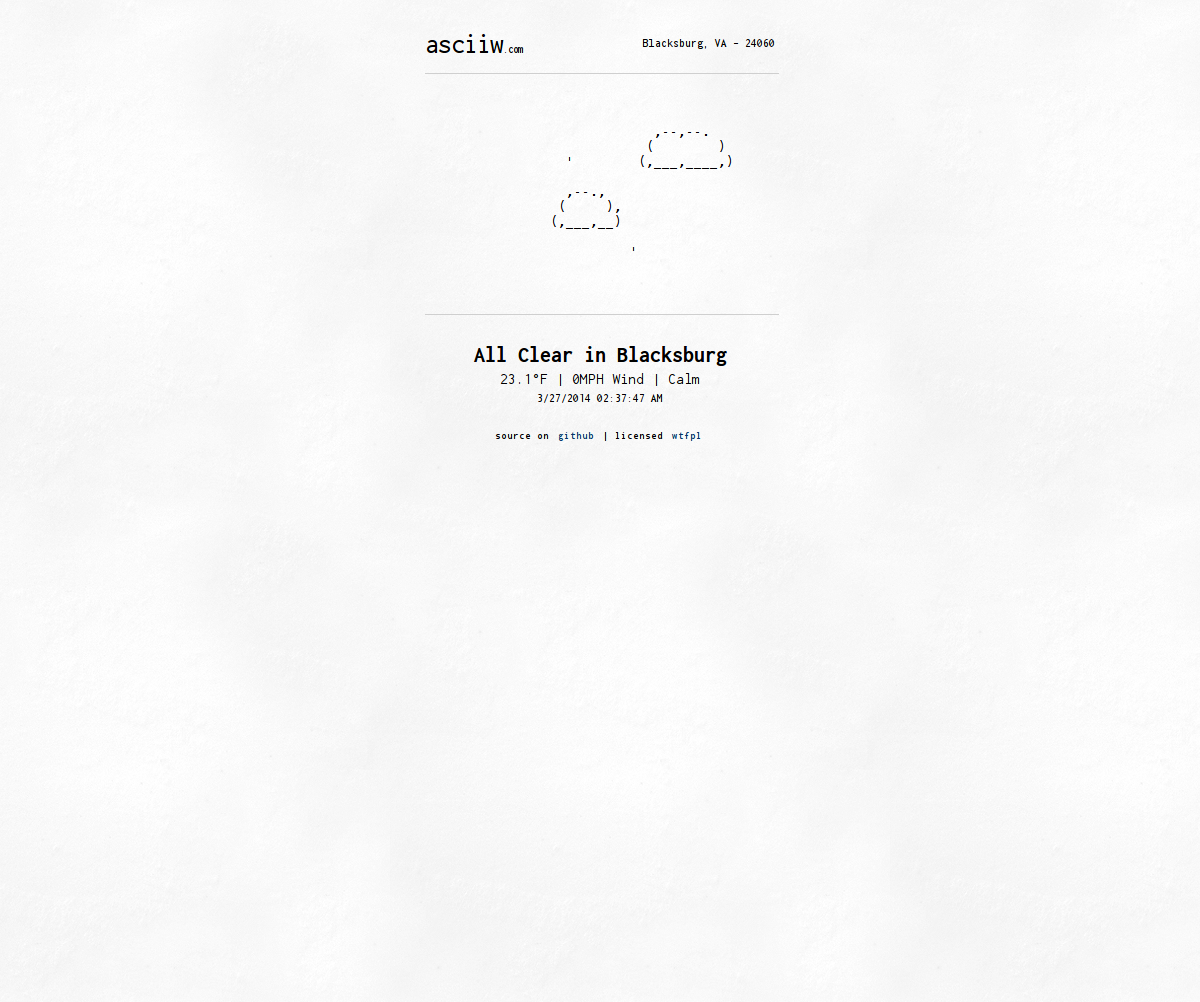 asciiw.com
Blacksburg, VA - 24060
,--,--.
(        )
'        (,___,____,)
,--.,
(     ),
(,___,__)
'
All Clear in Blacksburg
23.1°F | 0MPH Wind | Calm
3/27/2014 02:37:47 AM
source on github | licensed wtfpl